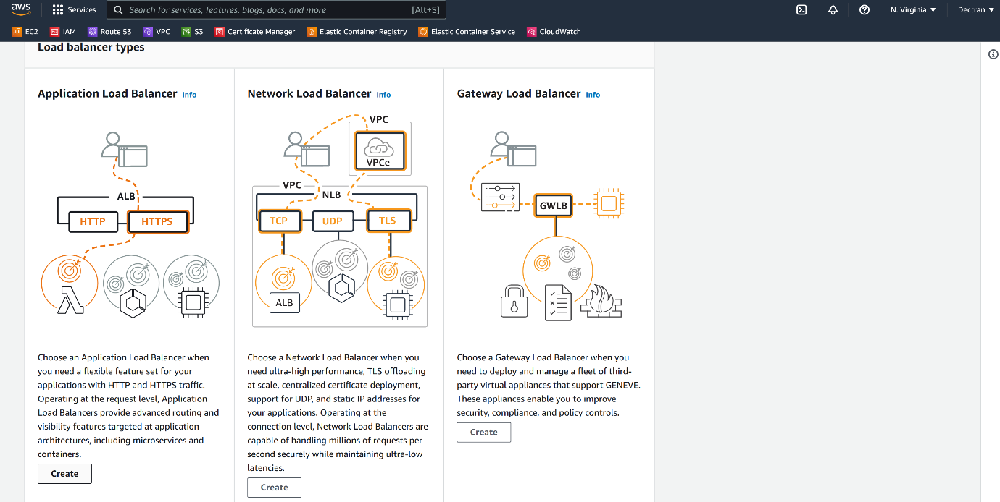 aws
Services
Search for services, features, blogs, docs, and more
[Alt+S]
N. Virginia
Dectran
EC2
IAM
Route 53
VPC
S3
Certificate Manager
Elastic Container Registry
Elastic Container Service
CloudWatch
Load balancer types
Application Load Balancer Info
ALB
HTTP
HTTPS
Choose an Application Load Balancer when
you need a flexible feature set for your
applications with HTTP and HTTPS traffic.
Operating at the request level, Application
Load Balancers provide advanced routing and
visibility features targeted at application
architectures, including microservices and
containers.
Create
Network Load Balancer Info
VPC
VPCe
VPC
NLB
TCP
UDP
TLS
ALB
Choose a Network Load Balancer when you
need ultra-high performance, TLS offloading
at scale, centralized certificate deployment,
support for UDP, and static IP addresses for
your applications. Operating at the
connection level, Network Load Balancers are
capable of handling millions of requests per
second securely while maintaining ultra-low
latencies.
Create
Gateway Load Balancer Info
GWLB
Choose a Gateway Load Balancer when you
need to deploy and manage a fleet of third-
party virtual appliances that support GENEVE.
These appliances enable you to improve
security, compliance, and policy controls.
Create